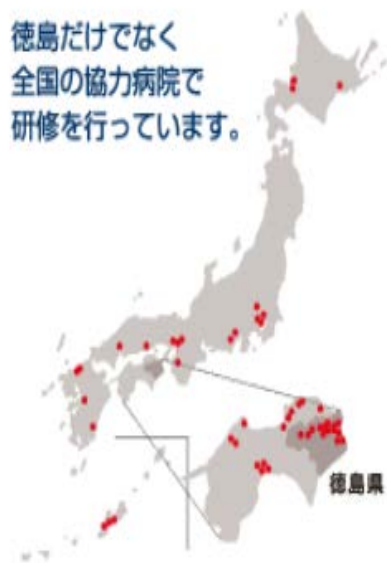 徳島だけでなく
全国の協力病院で
研修を行っています。
徳島県